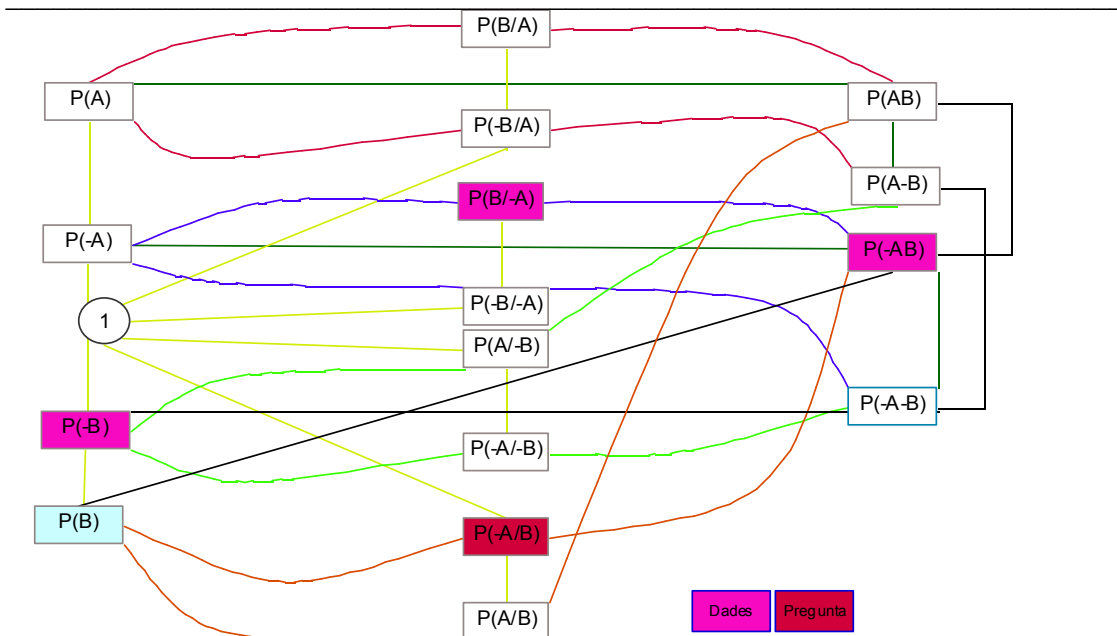 P(B/A)
P(A)
P(AB)
P(-B/A)
P(A-B)
P(B/-A)
P(-A)
P(-AB)
P(-B/-A)
1
P(A/-B)
P(-A-B)
P(-B)
P(-A/-B)
P(B)
P(-A/B)
P(A/B)
Dades
Pregunta